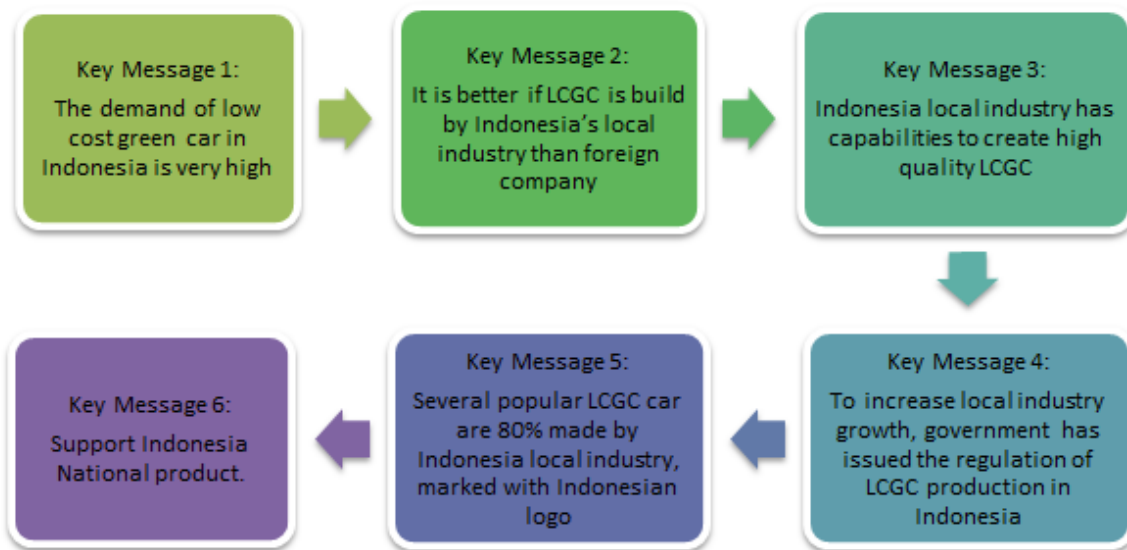 Key Message 1:
The demand of low
cost green car in
Indonesia is very high
Key Message 2:
It is better if LCGC is build
by Indonesia's local
industry than foreign
company
Key Message 3:
Indonesia local industry has
capabilities to create high
quality LCGC
Key Message 4:
To increase local industry
growth, government has
issued the regulation of
LCGC production in
Indonesia
Key Message 5:
Several popular LCGC car
are 80% made by
Indonesia local industry,
marked with Indonesian
logo
Key Message 6:
Support Indonesia
National product.